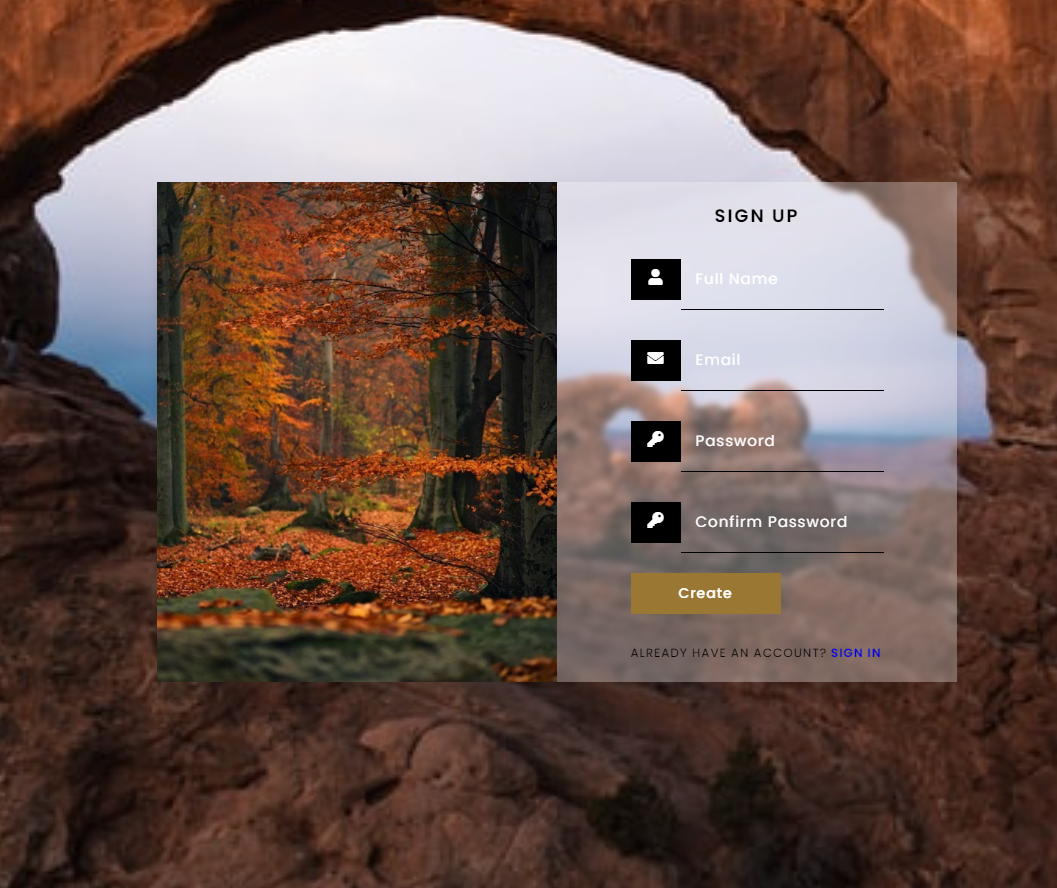 SIGN UP
Full Name
Email
Password
Confirm Password
Create
ALREADY HAVE AN ACCOUNT? SIGN IN